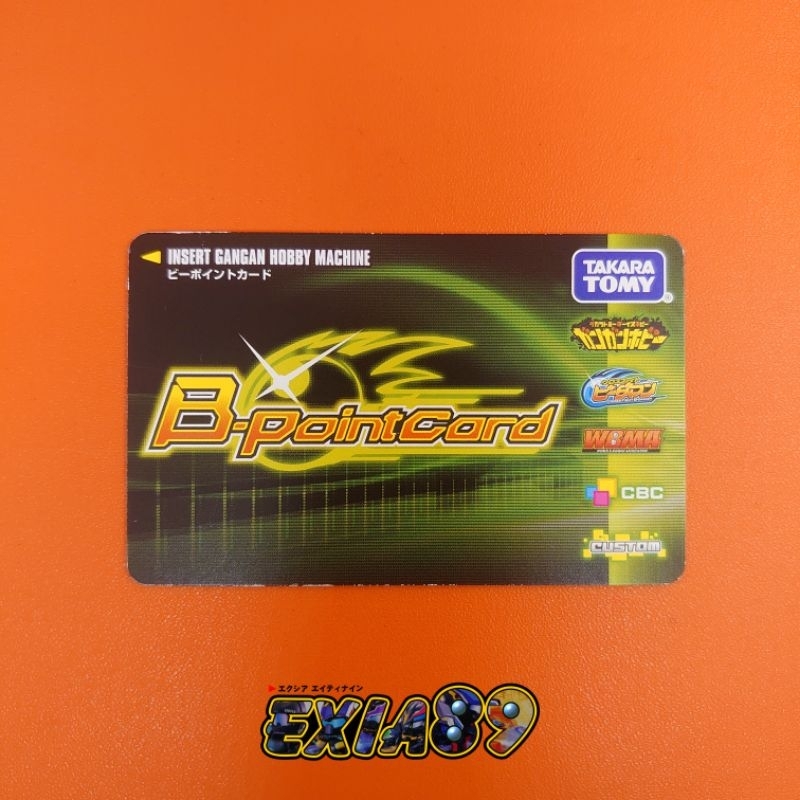 INSERT GANGAN HOBBY MACHINE
ビーポイントカード
TAKARA
TOMY
ガンガンホビー
ビーダマン
B-PointCard
WBMA
CBC
CUSTOM
エクシア エイティナイン
EXIA89